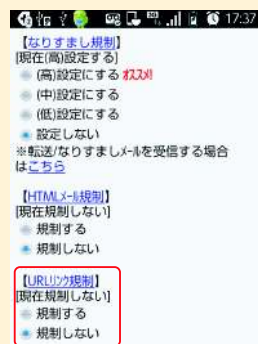 17:37
【なりすまし規制】
[現在(高)設定する]
(高)設定にする オススメ!
(中)設定にする
(低)設定にする
設定しない
※転送/なりすましメールを受信する場合
はこちら
【HTMLメール規制】
[現在規制しない]
規制する
規制しない
【URLリンク規制】
[現在規制しない]
規制する
規制しない